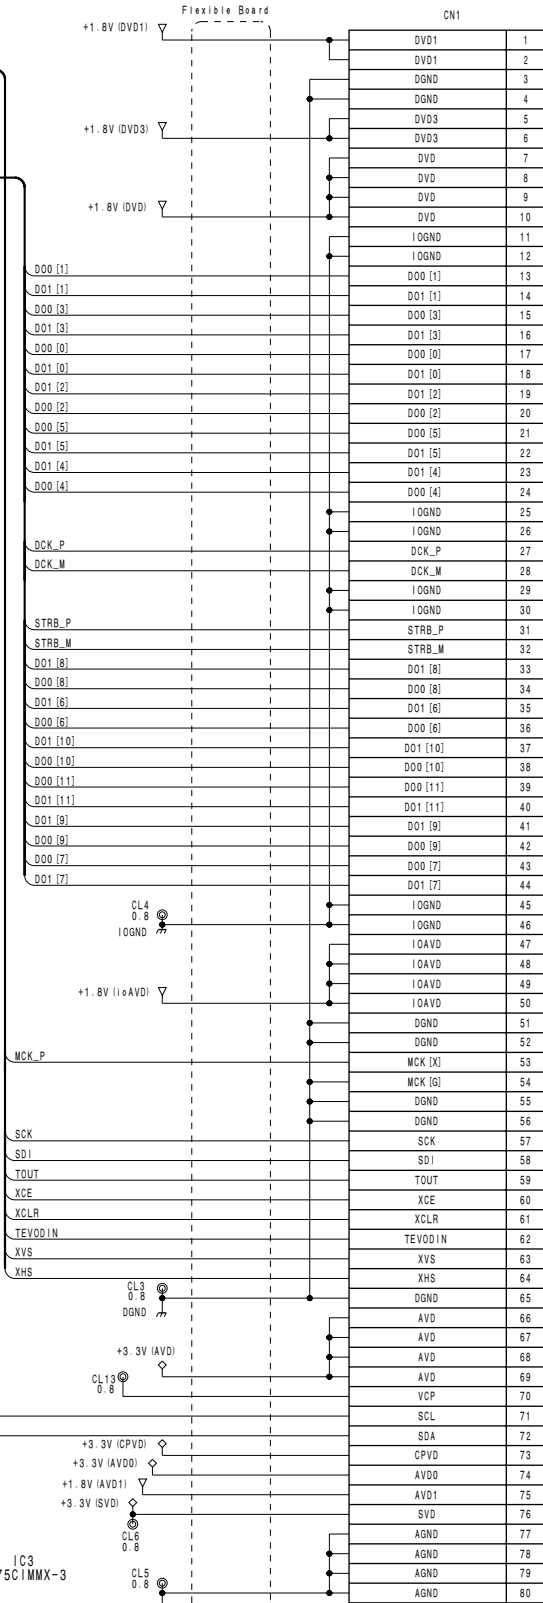 Flexible Board
CN1
+1.8V (DVD1)
DVD1 1
DVD1 2
DGND 3
DGND 4
DVD3 5
+1.8V (DVD3)
DVD3 6
DVD 7
DVD 8
DVD 9
+1.8V (DVD)
DVD 10
IOGND 11
IOGND 12
DO0 [1] DO0 [1] 13
DO1 [1] DO1 [1] 14
DO0 [3] DO0 [3] 15
DO1 [3] DO1 [3] 16
DO0 [0] DO0 [0] 17
DO1 [0] DO1 [0] 18
DO1 [2] DO1 [2] 19
DO0 [2] DO0 [2] 20
DO0 [5] DO0 [5] 21
DO1 [5] DO1 [5] 22
DO1 [4] DO1 [4] 23
DO0 [4] DO0 [4] 24
IOGND 25
IOGND 26
DCK_P DCK_P 27
DCK_M DCK_M 28
IOGND 29
IOGND 30
STRB_P STRB_P 31
STRB_M STRB_M 32
DO1 [8] DO1 [8] 33
DO0 [8] DO0 [8] 34
DO1 [6] DO1 [6] 35
DO0 [6] DO0 [6] 36
DO1 [10] DO1 [10] 37
DO0 [10] DO0 [10] 38
DO0 [11] DO0 [11] 39
DO1 [11] DO1 [11] 40
DO1 [9] DO1 [9] 41
DO0 [9] DO0 [9] 42
DO0 [7] DO0 [7] 43
DO1 [7] DO1 [7] 44
CL4
0.8
IOGND 45
IOGND
IOGND 46
IOAVD 47
IOAVD 48
IOAVD 49
+1.8V (ioAVD)
IOAVD 50
DGND 51
DGND 52
MCK_P MCK [X] 53
MCK [G] 54
DGND 55
DGND 56
SCK SCK 57
SDI SDI 58
TOUT TOUT 59
XCE XCE 60
XCLR XCLR 61
TEVODIN TEVODIN 62
XVS XVS 63
XHS XHS 64
CL3
0.8
DGND
DGND 65
AVD 66
AVD 67
+3.3V (AVD)
AVD 68
AVD 69
CL13
0.8
VCP 70
SCL 71
SDA 72
+3.3V (CPVD)
CPVD 73
+3.3V (AVD0)
AVD0 74
+1.8V (AVD1)
AVD1 75
+3.3V (SVD)
SVD 76
CL6
0.8
AGND 77
AGND 78
IC3
75CIMMX-3
CL5
0.8
AGND 79
AGND 80